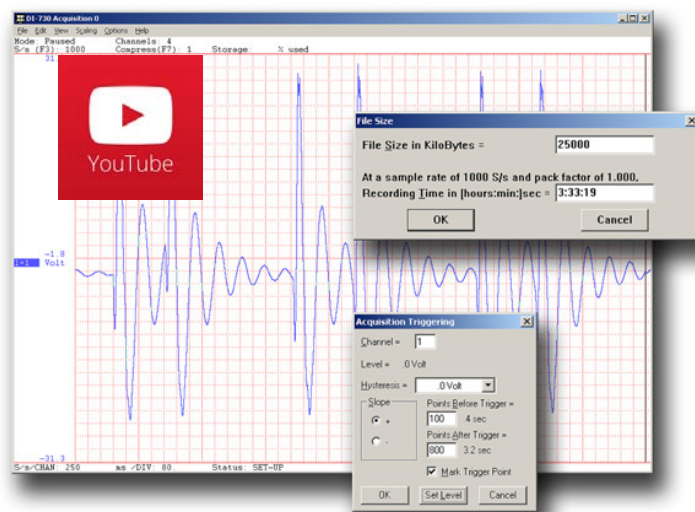 DI-730 Acquisition 0
File Edit View Scaling Options Help
Mode: Paused Channels: 4
S/s (F3): 1000 Compress(F7): 1 Storage: % used
31.
YouTube
-1.8
1=1 Volt
-31.3
S/s/CHAN: 250 ms /DIV: 80. Status: SET-UP
File Size
File Size in KiloBytes = 25000
At a sample rate of 1000 S/s and pack factor of 1.000,
Recording Time in [hours:min:]sec = 3:33:19
OK Cancel
Acquisition Triggering
Channel = 1
Level = .0 Volt
Hysteresis = .0 Volt
Slope
+
-
Points Before Trigger =
100 .4 sec
Points After Trigger =
800 3.2 sec
Mark Trigger Point
OK Set Level Cancel